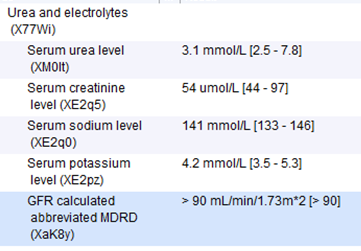 Urea and electrolytes
(X77Wi)
Serum urea level 3.1 mmol/L [2.5 - 7.8]
(XM0lt)
Serum creatinine 54 umol/L [44 - 97]
level (XE2q5)
Serum sodium level 141 mmol/L [133 - 146]
(XE2q0)
Serum potassium 4.2 mmol/L [3.5 - 5.3]
level (XE2pz)
GFR calculated > 90 mL/min/1.73m*2 [> 90]
abbreviated MDRD
(XaK8y)